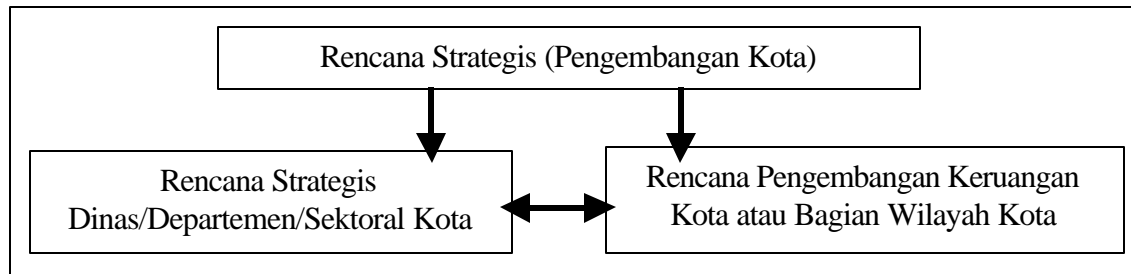 Rencana Strategis (Pengembangan Kota)
Rencana Strategis
Dinas/Departemen/Sektoral Kota
Rencana Pengembangan Keruangan
Kota atau Bagian Wilayah Kota